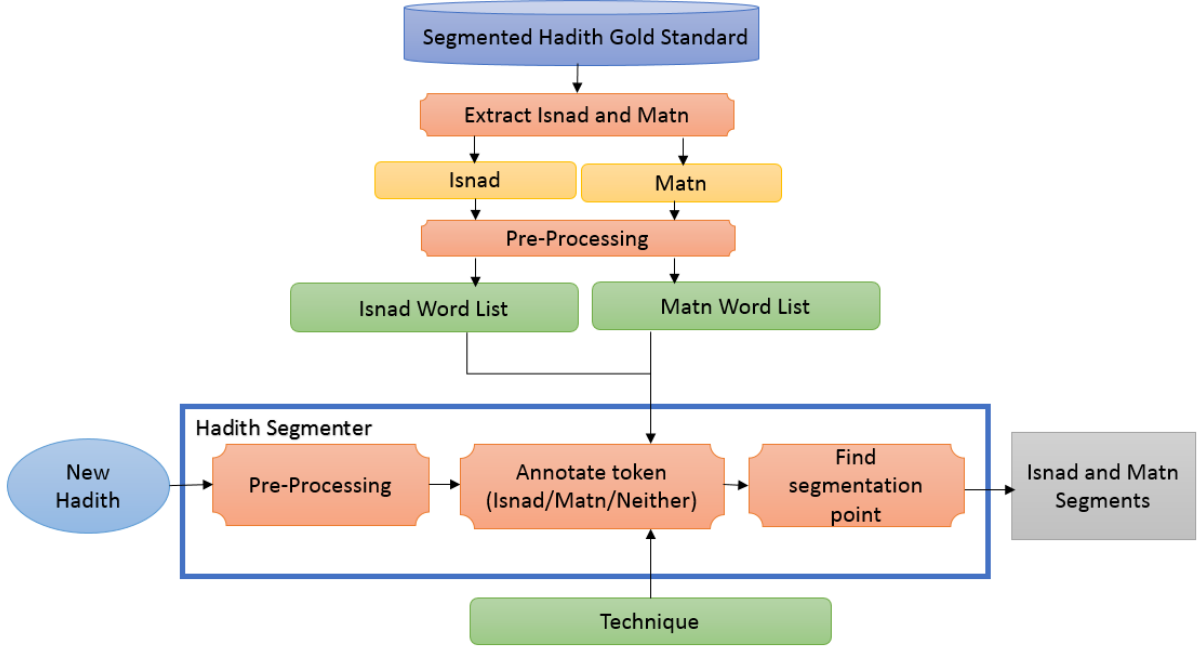 Segmented Hadith Gold Standard
Extract Isnad and Matn
Isnad
Matn
Pre-Processing
Isnad Word List
Matn Word List
Hadith Segmenter
New
Hadith
Pre-Processing
Annotate token
(Isnad/Matn/Neither)
Find
segmentation
point
Isnad and Matn
Segments
Technique